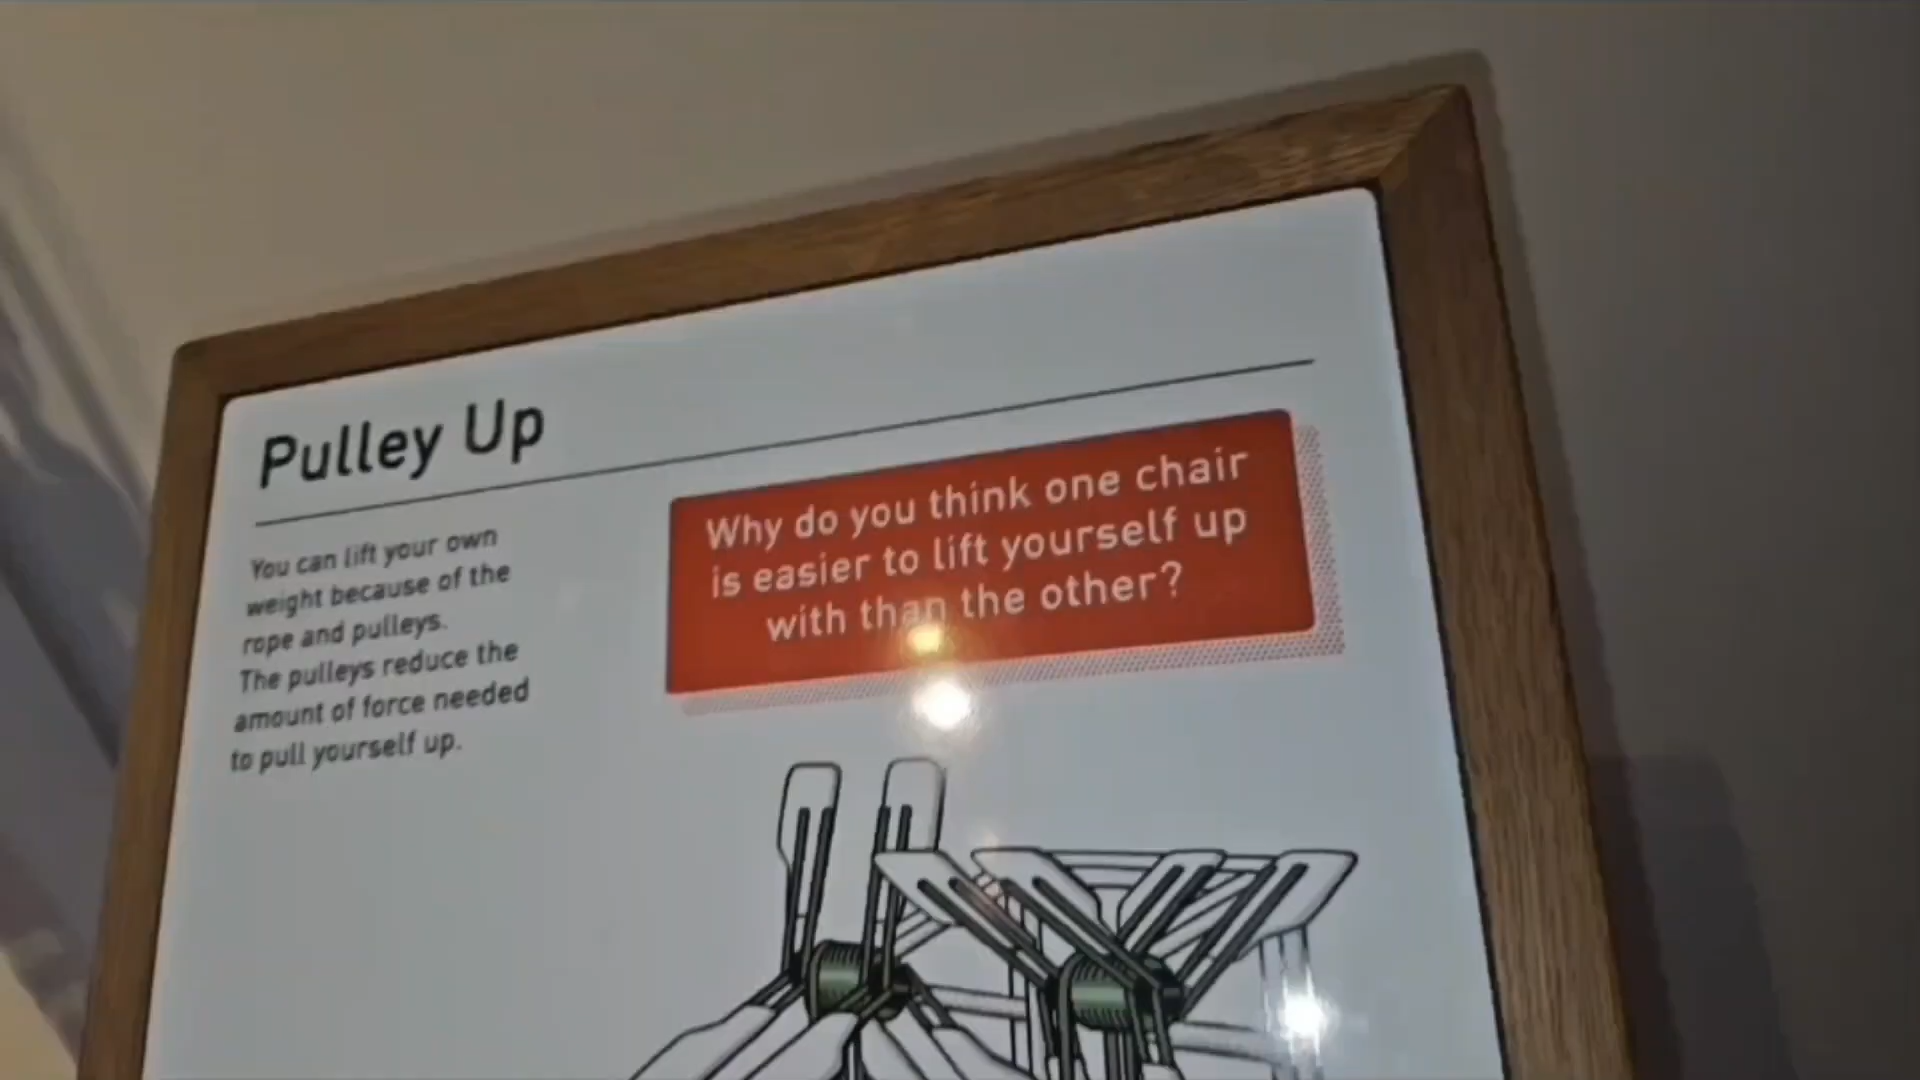 Pulley Up
You can lift your own
weight because of the
rope and pulleys.
The pulleys reduce the
amount of force needed
to pull yourself up.
Why do you think one chair
is easier to lift yourself up
with than the other?